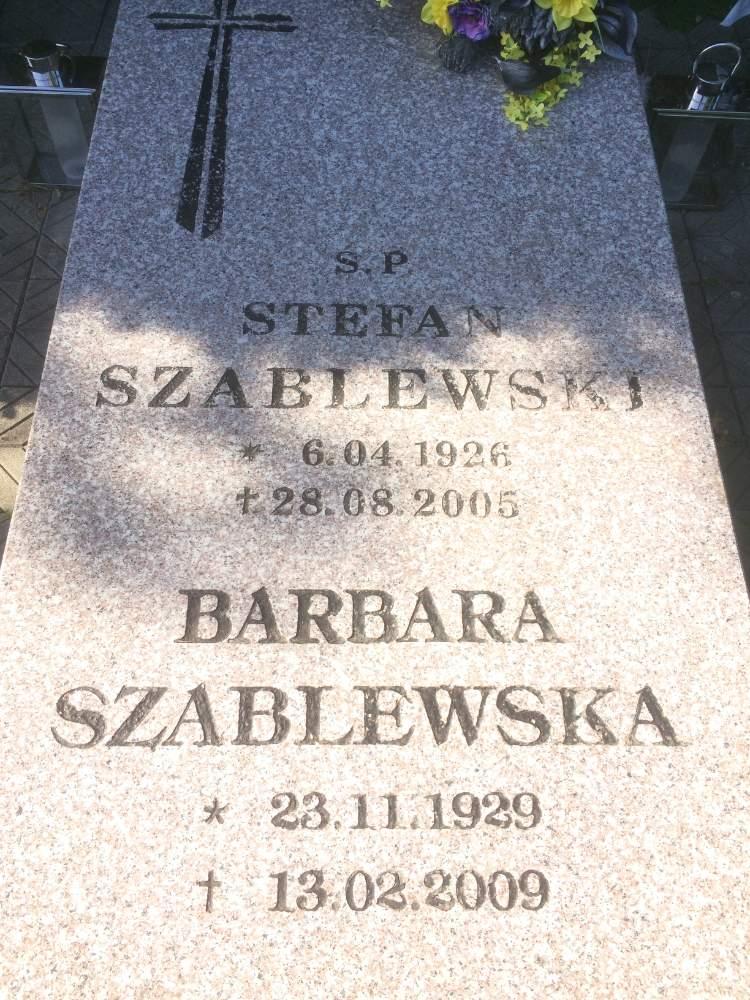 Ś.P.
STEFAN
SZABLEWSKI
* 6.04.1926
† 28.08.2005
BARBARA
SZABLEWSKA
* 23.11.1929
† 13.02.2009